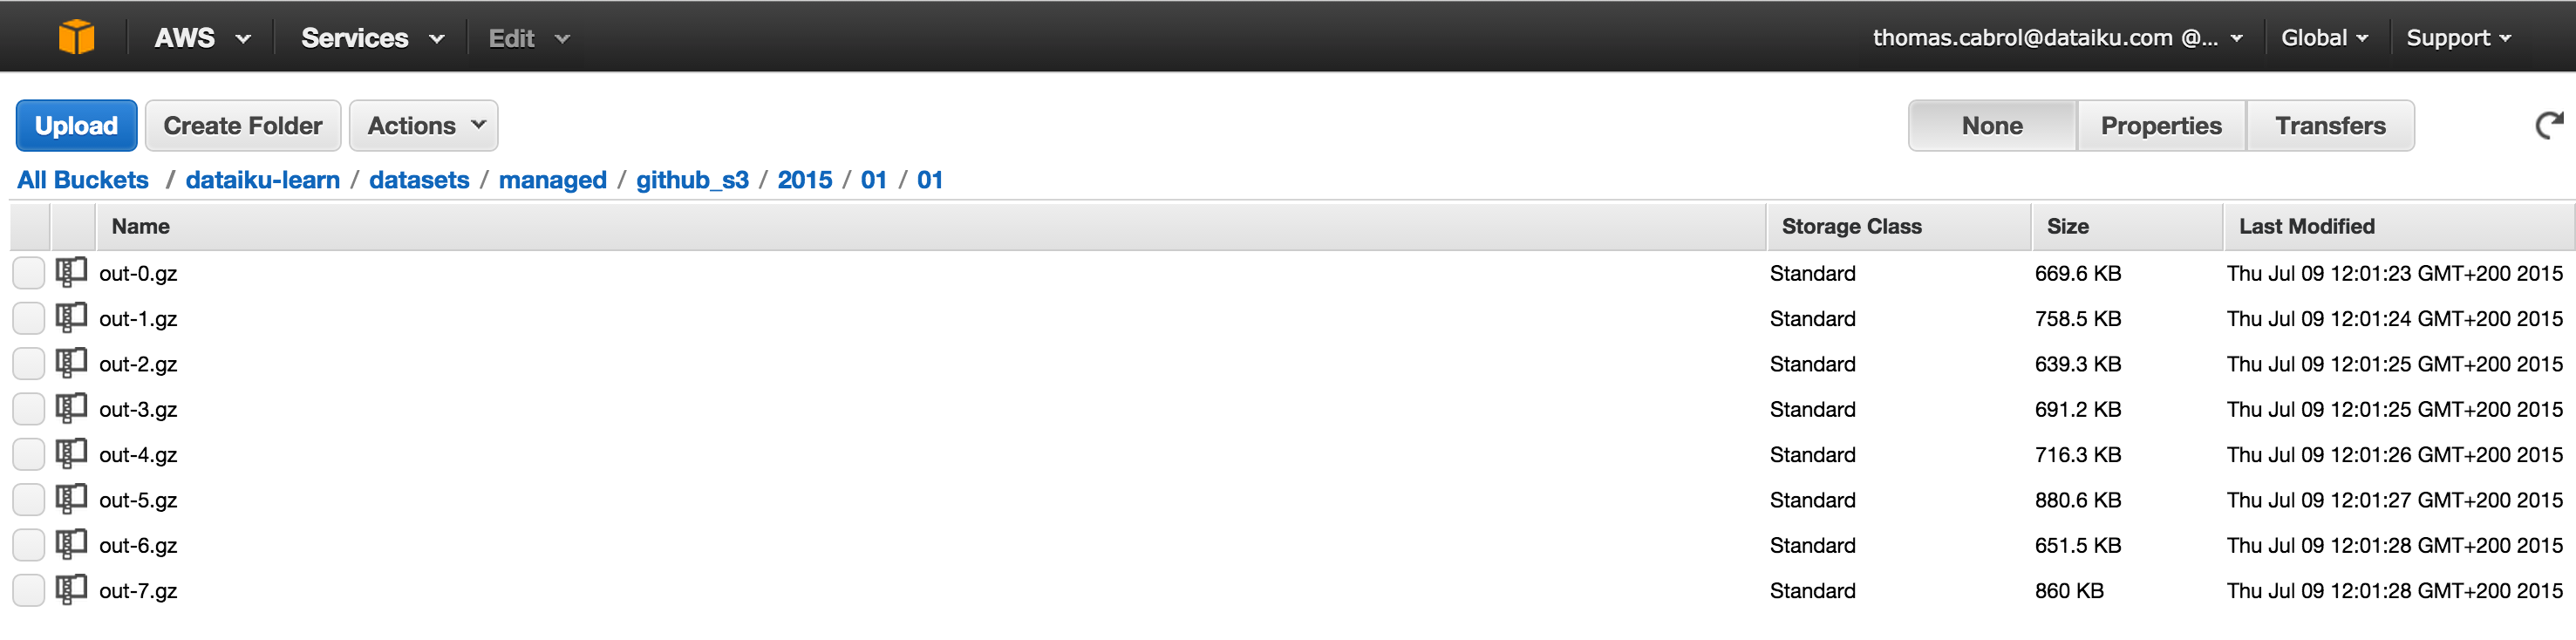 AWS Services Edit thomas.cabrol@dataiku.com @... Global Support
Upload Create Folder Actions None Properties Transfers
All Buckets / dataiku-learn / datasets / managed / github_s3 / 2015 / 01 / 01
Name Storage Class Size Last Modified
out-0.gz Standard 669.6 KB Thu Jul 09 12:01:23 GMT+200 2015
out-1.gz Standard 758.5 KB Thu Jul 09 12:01:24 GMT+200 2015
out-2.gz Standard 639.3 KB Thu Jul 09 12:01:25 GMT+200 2015
out-3.gz Standard 691.2 KB Thu Jul 09 12:01:25 GMT+200 2015
out-4.gz Standard 716.3 KB Thu Jul 09 12:01:26 GMT+200 2015
out-5.gz Standard 880.6 KB Thu Jul 09 12:01:27 GMT+200 2015
out-6.gz Standard 651.5 KB Thu Jul 09 12:01:28 GMT+200 2015
out-7.gz Standard 860 KB Thu Jul 09 12:01:28 GMT+200 2015